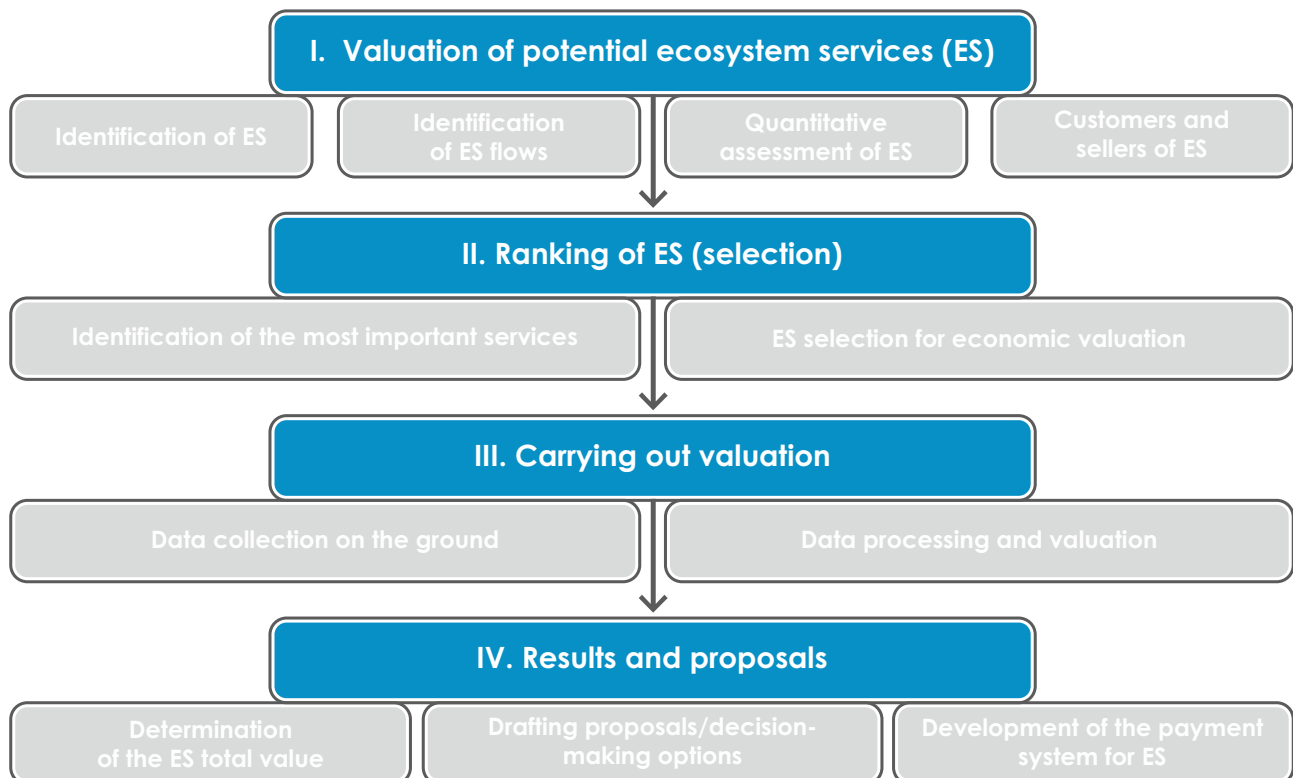 I. Valuation of potential ecosystem services (ES)
Identification of ES
Identification
of ES flows
Quantitative
assessment of ES
Customers and
sellers of ES
II. Ranking of ES (selection)
Identification of the most important services
ES selection for economic valuation
III. Carrying out valuation
Data collection on the ground
Data processing and valuation
IV. Results and proposals
Determination
of the ES total value
Drafting proposals/decision-
making options
Development of the payment
system for ES